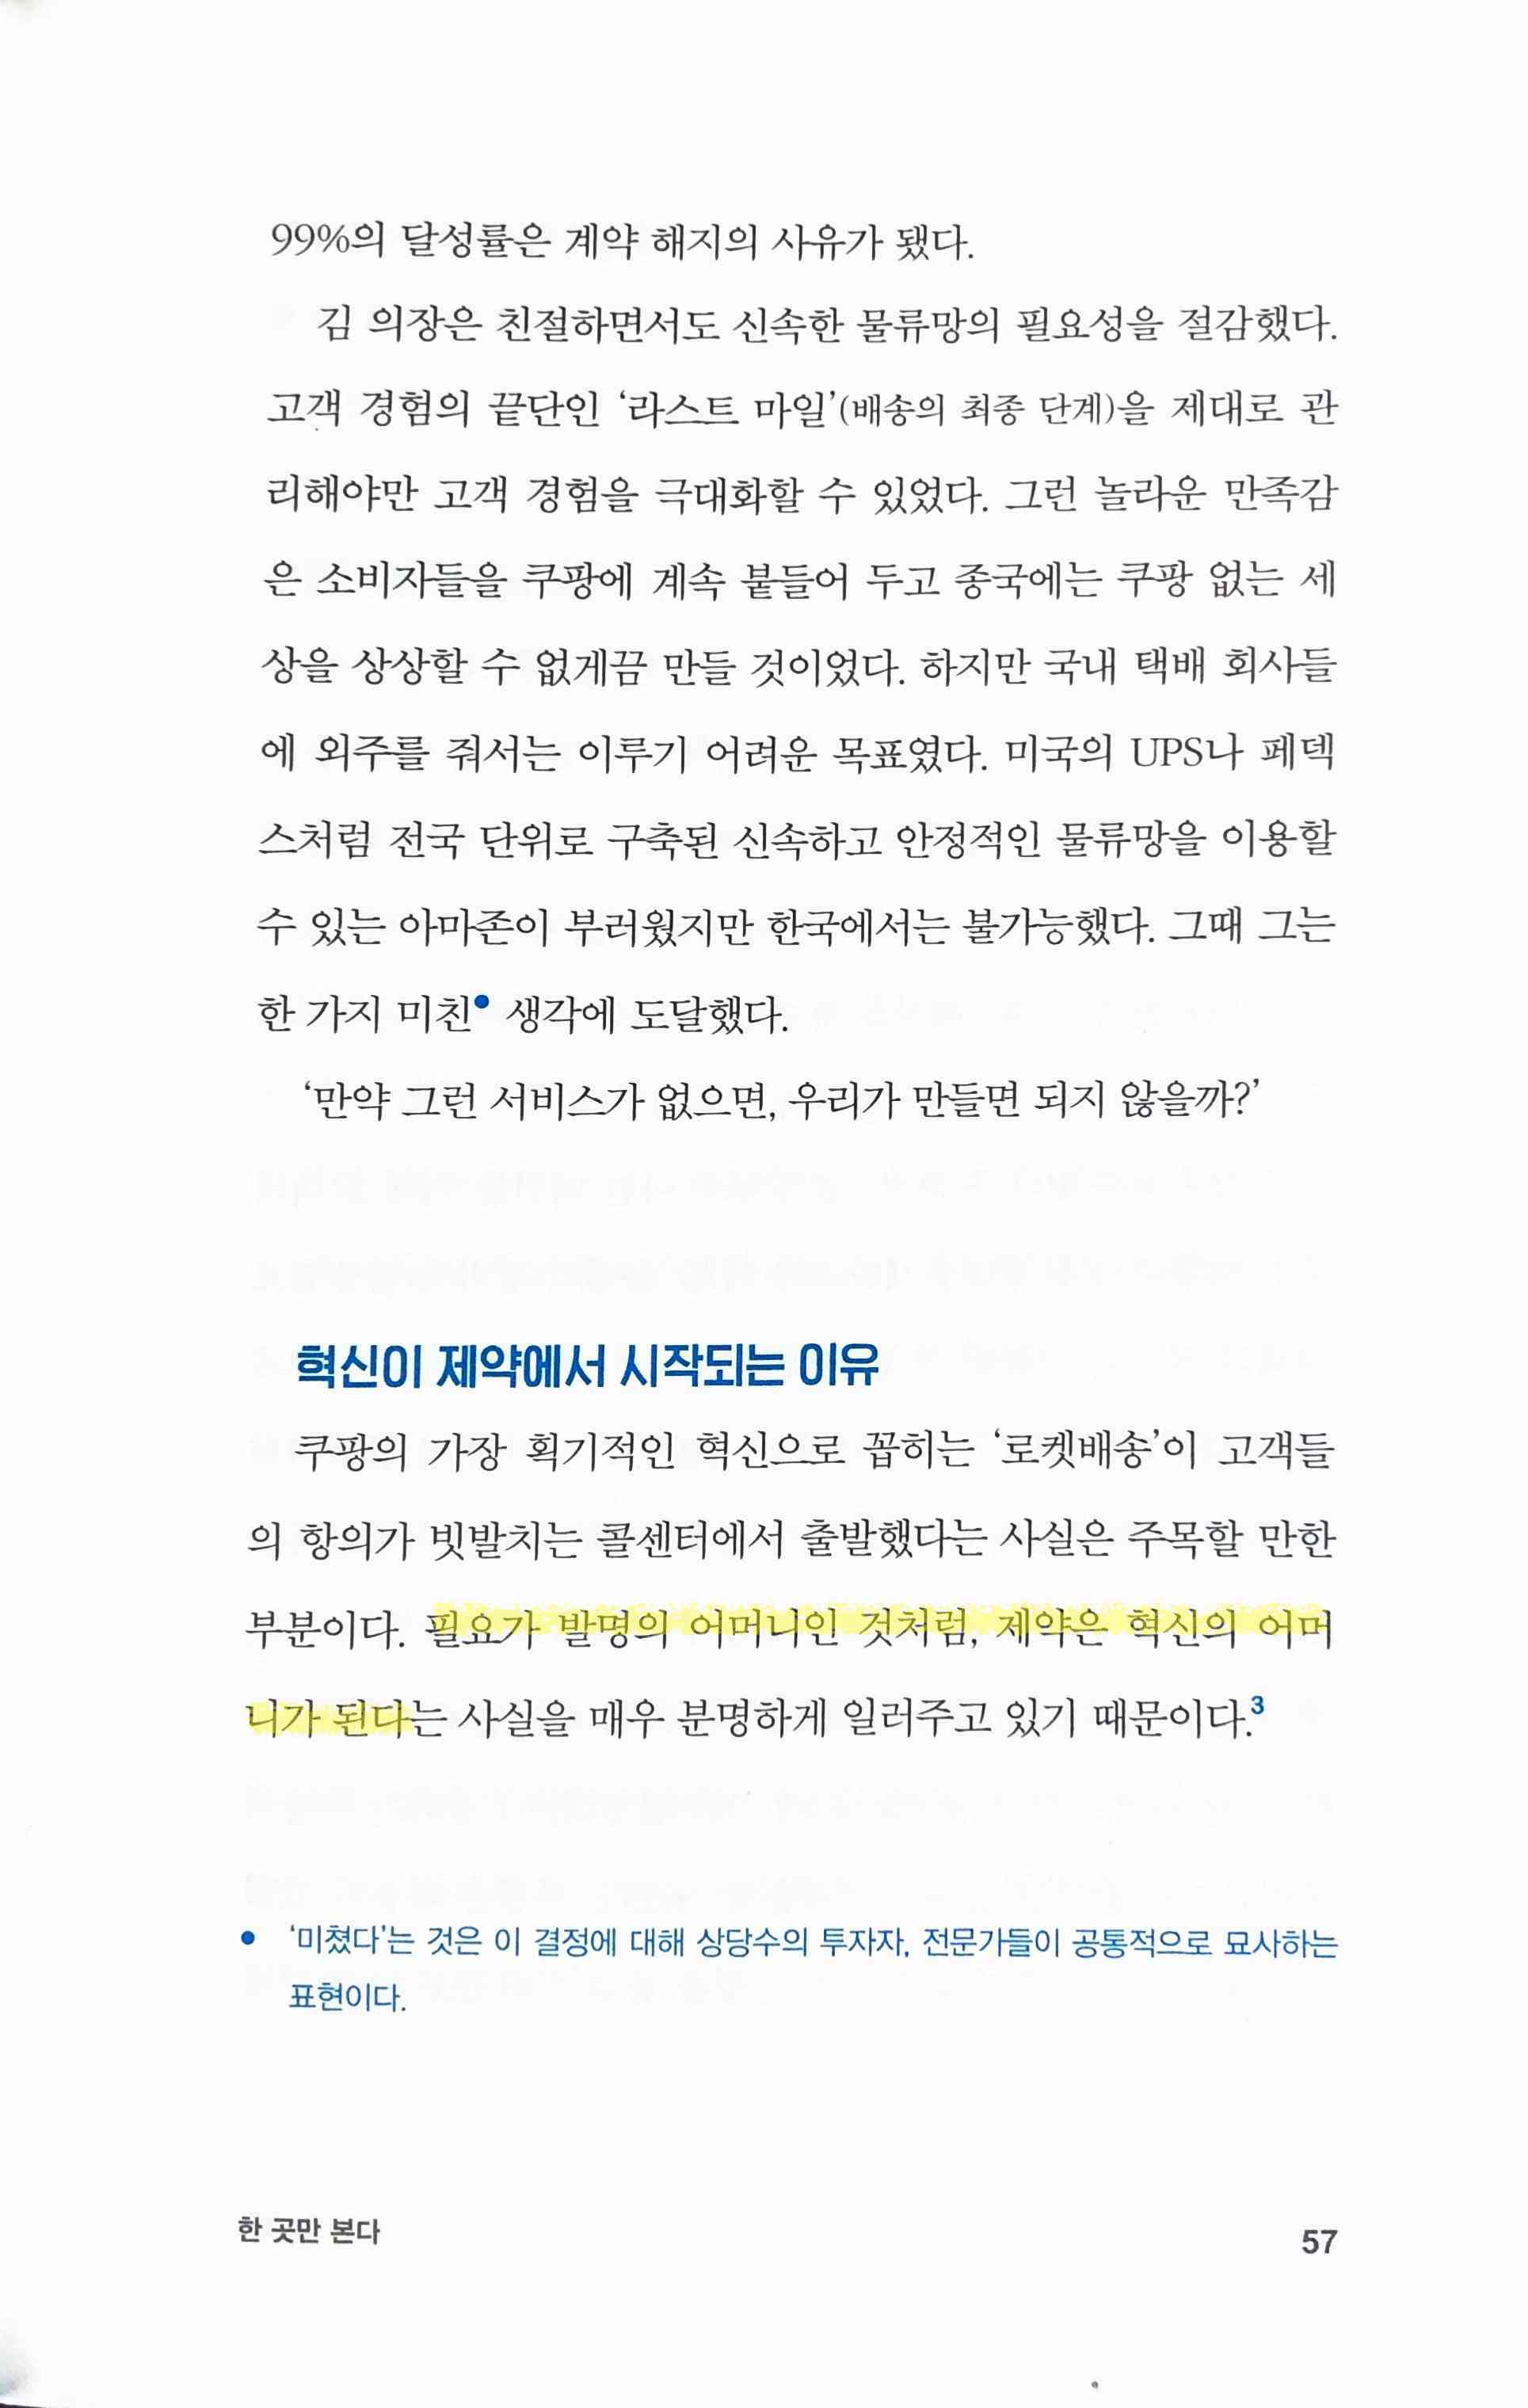 99%의 달성률은 계약 해지의 사유가 됐다.
김 의장은 친절하면서도 신속한 물류망의 필요성을 절감했다.
고객 경험의 끝단인 ‘라스트 마일’(배송의 최종 단계)을 제대로 관
리해야만 고객 경험을 극대화할 수 있었다. 그런 놀라운 만족감
은 소비자들을 쿠팡에 계속 붙들어 두고 종국에는 쿠팡 없는 세
상을 상상할 수 없게끔 만들 것이었다. 하지만 국내 택배 회사들
에 외주를 줘서는 이루기 어려운 목표였다. 미국의 UPS나 페덱
스처럼 전국 단위로 구축된 신속하고 안정적인 물류망을 이용할
수 있는 아마존이 부러웠지만 한국에서는 불가능했다. 그때 그는
한 가지 미친● 생각에 도달했다.
‘만약 그런 서비스가 없으면, 우리가 만들면 되지 않을까?’
혁신이 제약에서 시작되는 이유
쿠팡의 가장 획기적인 혁신으로 꼽히는 ‘로켓배송’이 고객들
의 항의가 빗발치는 콜센터에서 출발했다는 사실은 주목할 만한
부분이다. 필요가 발명의 어머니인 것처럼, 제약은 혁신의 어머
니가 된다는 사실을 매우 분명하게 일러주고 있기 때문이다.3
● ‘미쳤다’는 것은 이 결정에 대해 상당수의 투자자, 전문가들이 공통적으로 묘사하는
표현이다.
한 곳만 본다
57